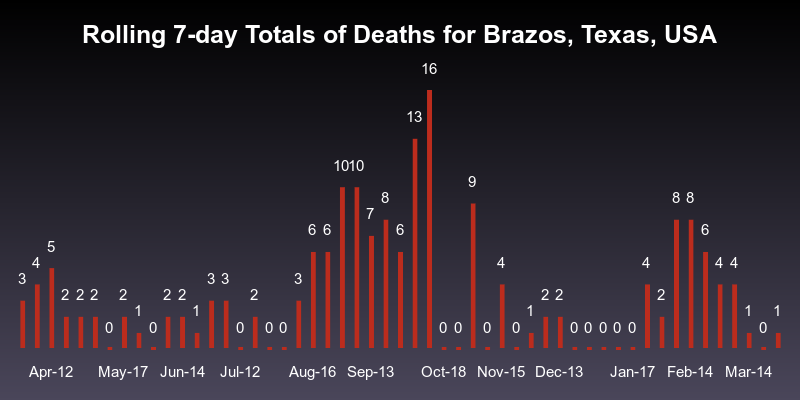 Rolling 7-day Totals of Deaths for Brazos, Texas, USA
3 4 5 2 2 2 0 2 1 0 2 2 1 3 3 0 2 0 0 3 6 6 10 10 7 8 6 13 16 0 0 9 0 4 0 1 2 2 0 0 0 0 0 4 2 8 8 6 4 4 1 0 1
Apr-12 May-17 Jun-14 Jul-12 Aug-16 Sep-13 Oct-18 Nov-15 Dec-13 Jan-17 Feb-14 Mar-14